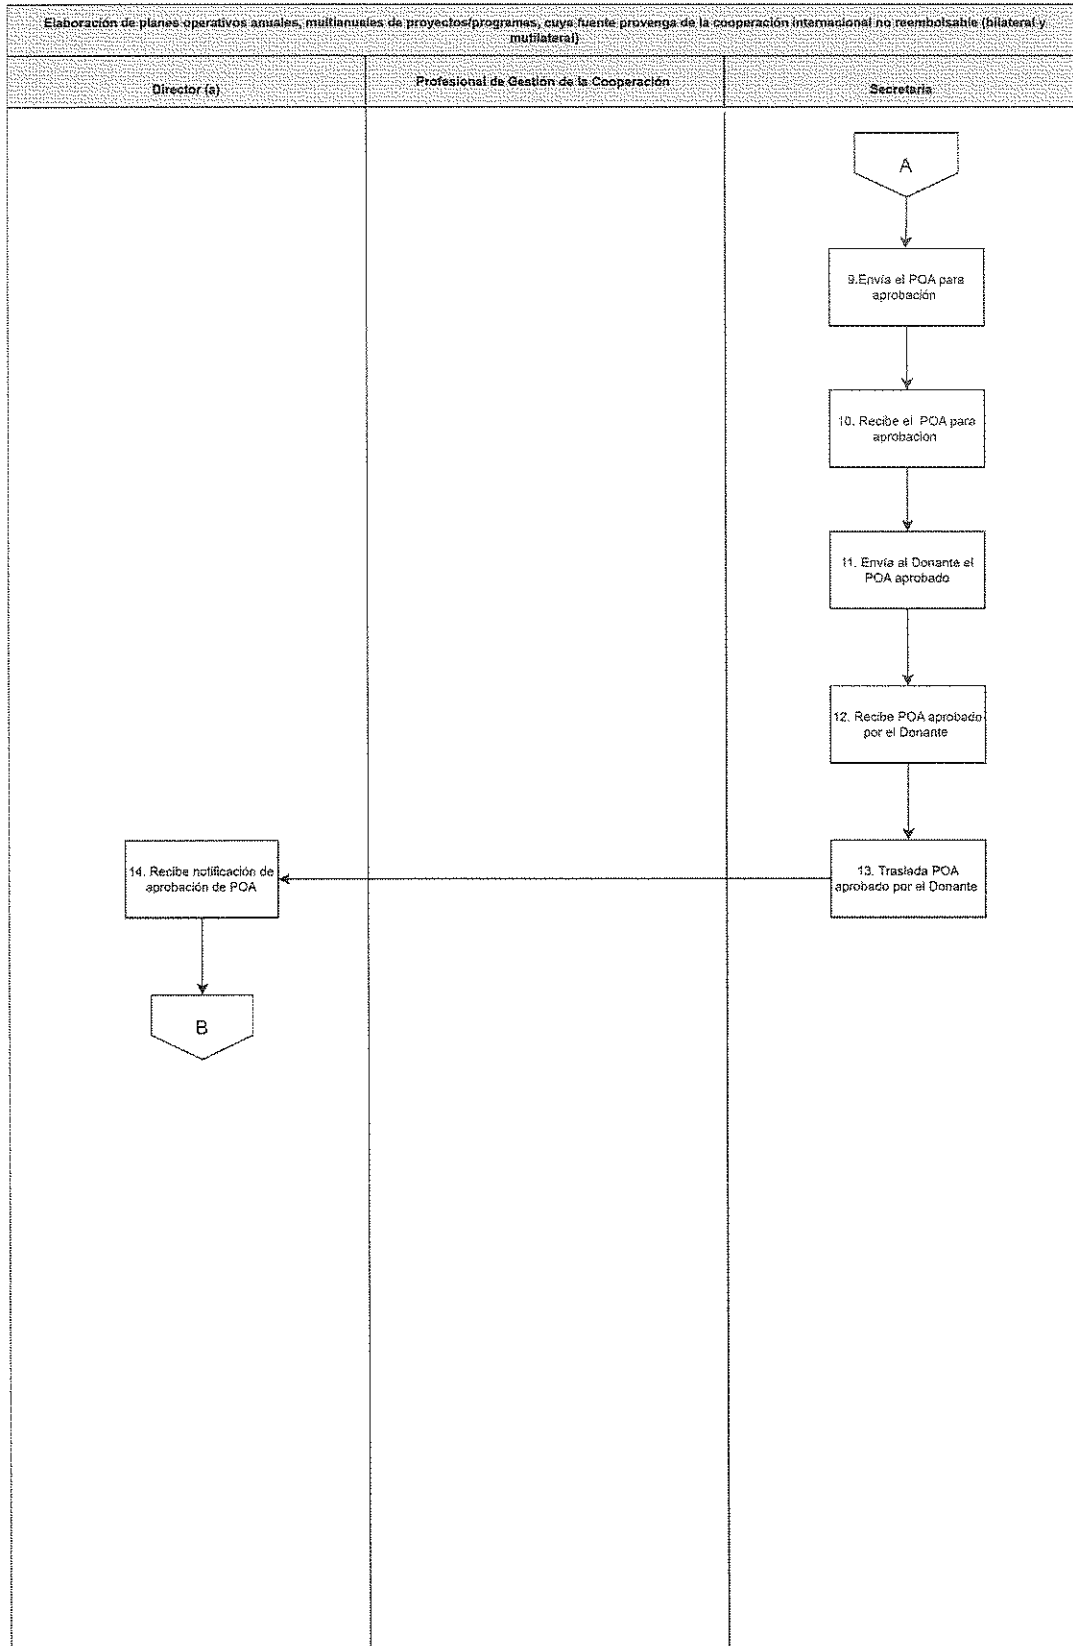 Elaboración de planes operativos anuales, multianuales de proyectos/programas, cuya fuente provenga de la cooperación internacional no reembolsable (bilateral y
mutilateral)
Director (a)
Profesional de Gestión de la Cooperación
Secretaria
A
9.Envía el POA para
aprobación
10. Recibe el POA para
aprobación
11. Envía al Donante el
POA aprobado
12. Recibe POA aprobado
por el Donante
14. Recibe notificación de
aprobación de POA
13. Traslada POA
aprobado por el Donante
B